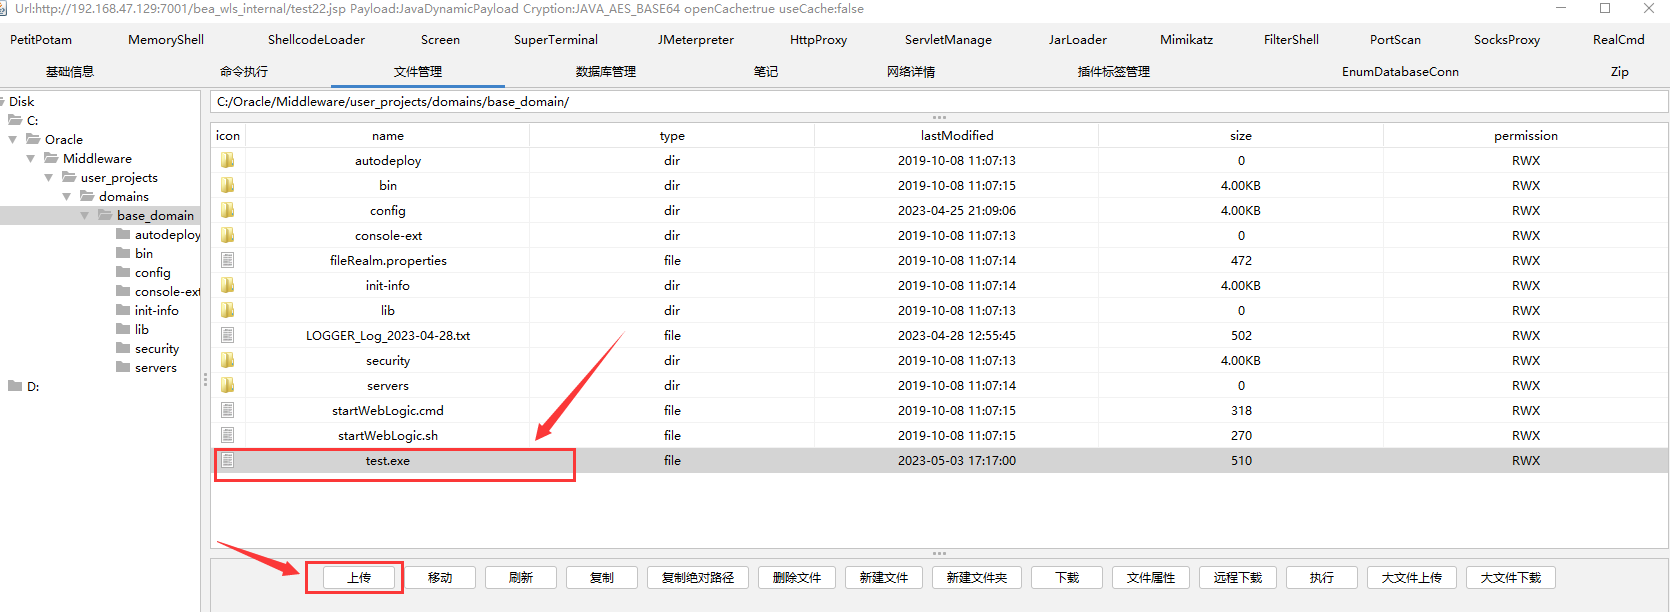 Url:http://192.168.47.129:7001/bea_wls_internal/test22.jsp Payload:JavaDynamicPayload Cryption:JAVA_AES_BASE64 openCache:true useCache:false
PetitPotam MemoryShell ShellcodeLoader Screen SuperTerminal JMeterpreter HttpProxy ServletManage JarLoader Mimikatz FilterShell PortScan SocksProxy RealCmd
基础信息 命令执行 文件管理 数据库管理 笔记 网络详情 插件标签管理 EnumDatabaseConn Zip
Disk
C:
Oracle
Middleware
user_projects
domains
base_domain
autodeploy
bin
config
console-ext
init-info
lib
security
servers
D:
C:/Oracle/Middleware/user_projects/domains/base_domain/
icon name type lastModified size permission
autodeploy dir 2019-10-08 11:07:13 0 RWX
bin dir 2019-10-08 11:07:15 4.00KB RWX
config dir 2023-04-25 21:09:06 4.00KB RWX
console-ext dir 2019-10-08 11:07:13 0 RWX
fileRealm.properties file 2019-10-08 11:07:14 472 RWX
init-info dir 2019-10-08 11:07:14 4.00KB RWX
lib dir 2019-10-08 11:07:13 0 RWX
LOGGER_Log_2023-04-28.txt file 2023-04-28 12:55:45 502 RWX
security dir 2019-10-08 11:07:13 4.00KB RWX
servers dir 2019-10-08 11:07:14 0 RWX
startWebLogic.cmd file 2019-10-08 11:07:15 318 RWX
startWebLogic.sh file 2019-10-08 11:07:15 270 RWX
test.exe file 2023-05-03 17:17:00 510 RWX
上传 移动 刷新 复制 复制绝对路径 删除文件 新建文件 新建文件夹 下载 文件属性 远程下载 执行 大文件上传 大文件下载